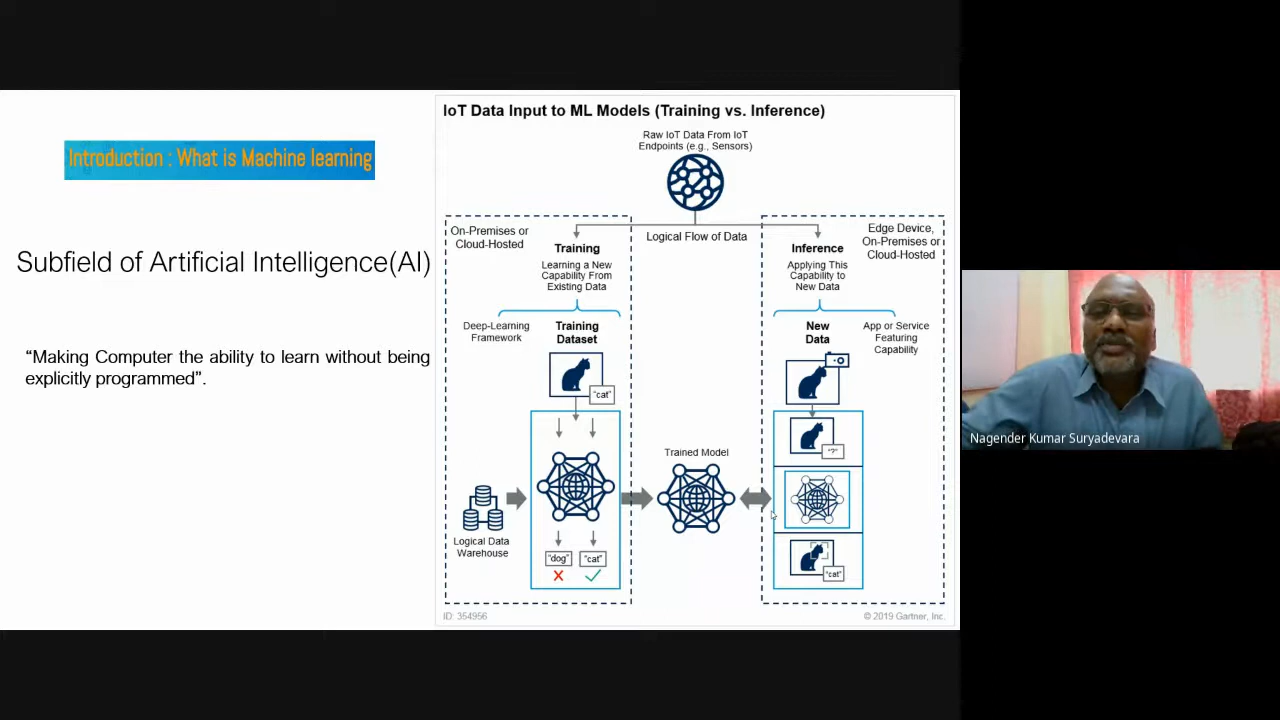 Introduction : What is Machine learning
Subfield of Artificial Intelligence(AI)
“Making Computer the ability to learn without being
explicitly programmed”.
IoT Data Input to ML Models (Training vs. Inference)
Raw IoT Data From IoT
Endpoints (e.g., Sensors)
On-Premises or
Cloud-Hosted
Logical Flow of Data
Edge Device,
On-Premises or
Cloud-Hosted
Training
Learning a New
Capability From
Existing Data
Inference
Applying This
Capability to
New Data
Deep-Learning
Framework
Training
Dataset
New
Data
App or Service
Featuring
Capability
"cat"
"?"
Trained Model
Logical Data
Warehouse
"dog"
"cat"
"cat"
ID: 354956
© 2019 Gartner, Inc.
Nagender Kumar Suryadevara